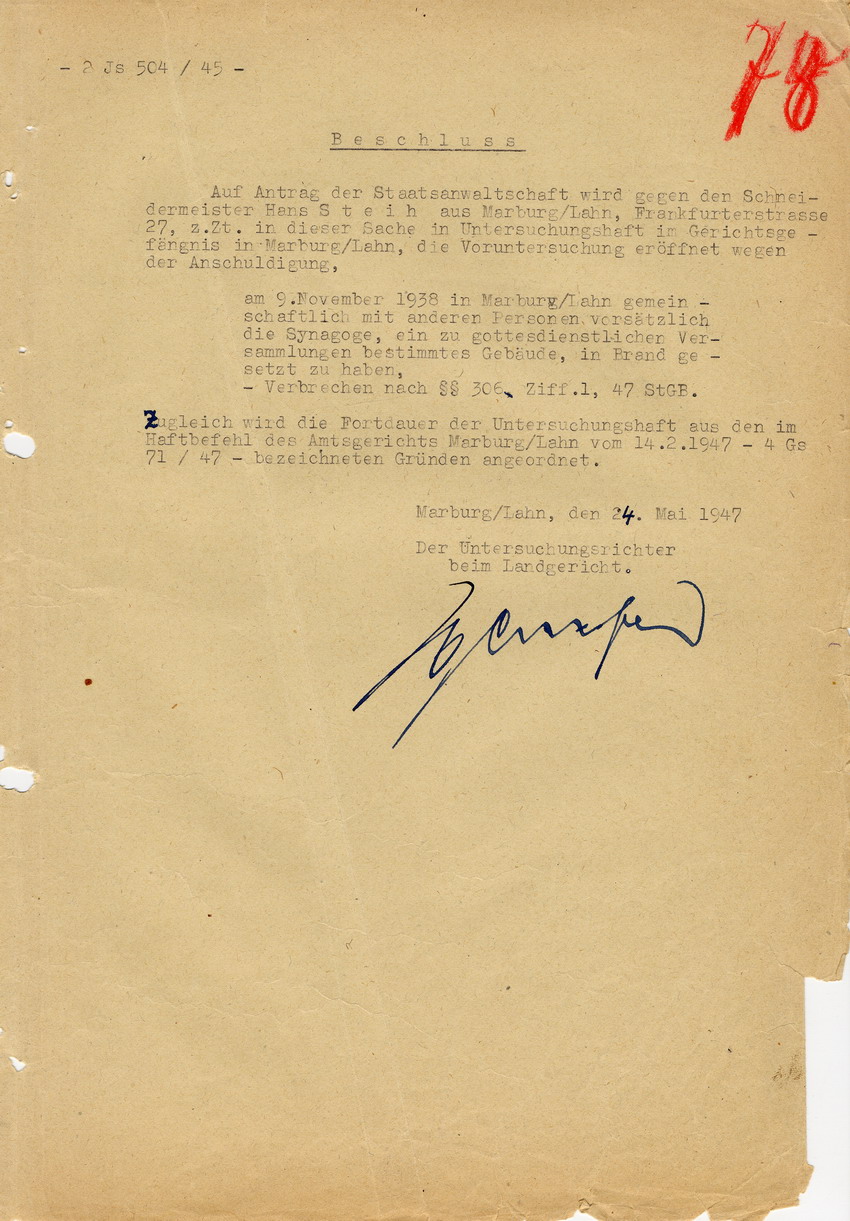 78
- 2 Js 504 / 45 -
B e s c h l u s s
Auf Antrag der Staatsanwaltschaft wird gegen den Schnei-
dermeister Hans S t e i h aus Marburg/Lahn, Frankfurterstrasse
27, z.Zt. in dieser Sache in Untersuchungshaft im Gerichtsge -
fängnis in Marburg/Lahn, die Voruntersuchung eröffnet wegen
der Anschuldigung,
am 9.November 1938 in Marburg/Lahn gemein -
schaftlich mit anderen Personen vorsätzlich
die Synagoge, ein zu gottesdienstlicher Ver-
sammlungen bestimmtes Gebäude, in Brand ge -
setzt zu haben,
- Verbrechen nach §§ 306, Ziff.1, 47 StGB.
Zugleich wird die Fortdauer der Untersuchungshaft aus den im
Haftbefehl des Amtsgerichts Marburg/Lahn vom 14.2.1947 - 4 Gs
71 / 47 - bezeichneten Gründen angeordnet.
Marburg/Lahn, den 24. Mai 1947
Der Untersuchungsrichter
beim Landgericht.